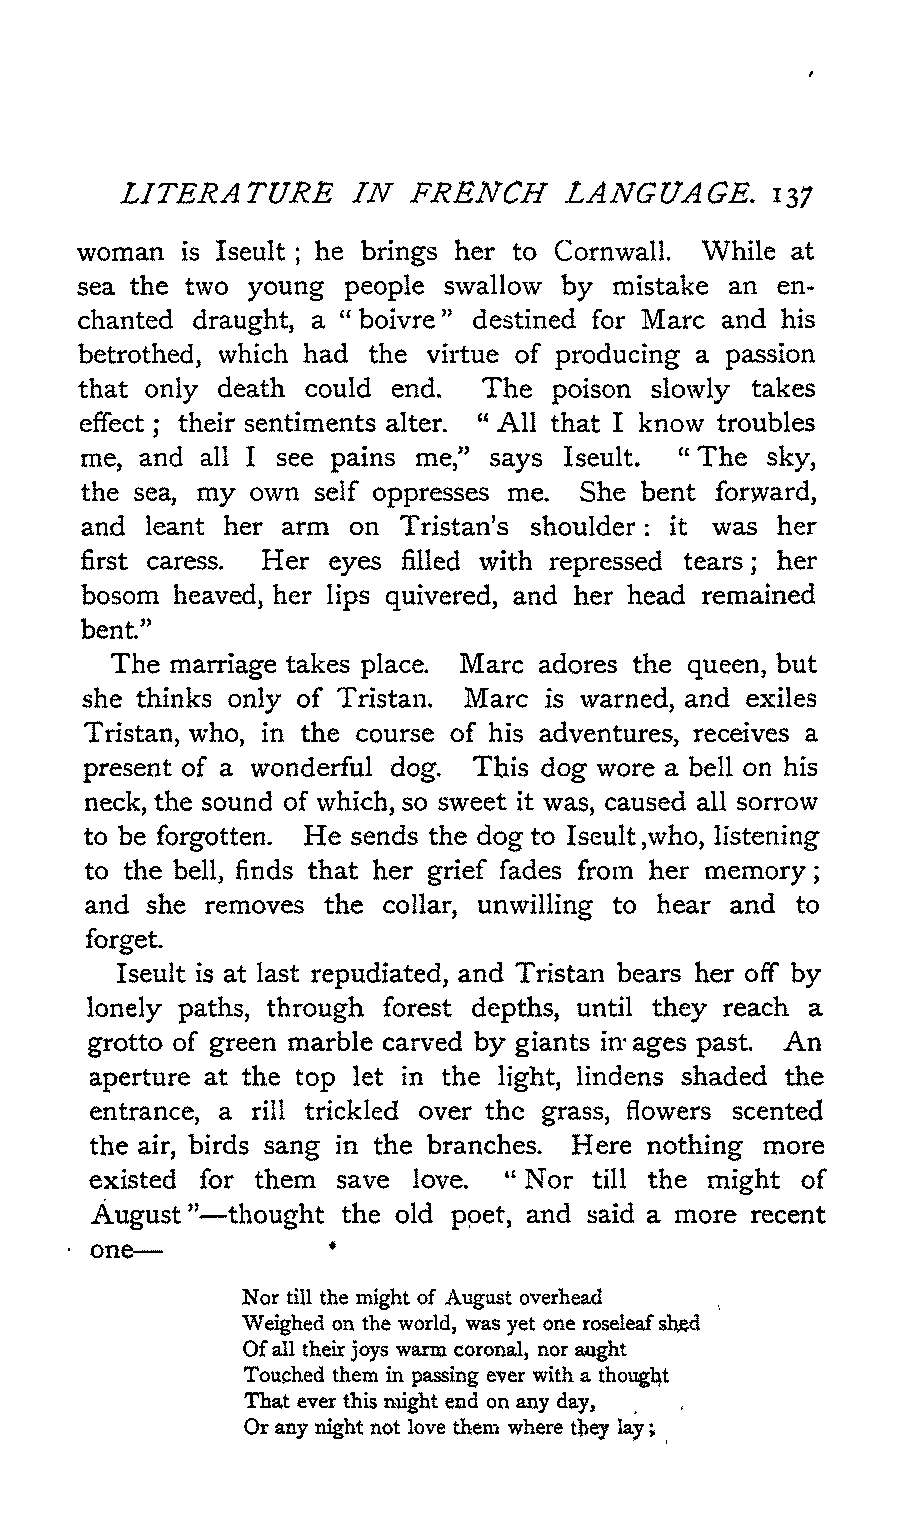 LITERATURE IN FRENCH LANGUAGE. 137
woman is Iseult ; he brings her to Cornwall. While at
sea the two young people swallow by mistake an en-
chanted draught, a “ boivre ” destined for Marc and his
betrothed, which had the virtue of producing a passion
that only death could end. The poison slowly takes
effect ; their sentiments alter. “ All that I know troubles
me, and all I see pains me,” says Iseult. “ The sky,
the sea, my own self oppresses me. She bent forward,
and leant her arm on Tristan's shoulder : it was her
first caress. Her eyes filled with repressed tears ; her
bosom heaved, her lips quivered, and her head remained
bent.”
The marriage takes place. Marc adores the queen, but
she thinks only of Tristan. Marc is warned, and exiles
Tristan, who, in the course of his adventures, receives a
present of a wonderful dog. This dog wore a bell on his
neck, the sound of which, so sweet it was, caused all sorrow
to be forgotten. He sends the dog to Iseult ,who, listening
to the bell, finds that her grief fades from her memory ;
and she removes the collar, unwilling to hear and to
forget.
Iseult is at last repudiated, and Tristan bears her off by
lonely paths, through forest depths, until they reach a
grotto of green marble carved by giants in ages past. An
aperture at the top let in the light, lindens shaded the
entrance, a rill trickled over the grass, flowers scented
the air, birds sang in the branches. Here nothing more
existed for them save love. “ Nor till the might of
August ”—thought the old poet, and said a more recent
one—
Nor till the might of August overhead
Weighed on the world, was yet one roseleaf shed
Of all their joys warm coronal, nor aught
Touched them in passing ever with a thought
That ever this might end on any day,
Or any night not love them where they lay ;